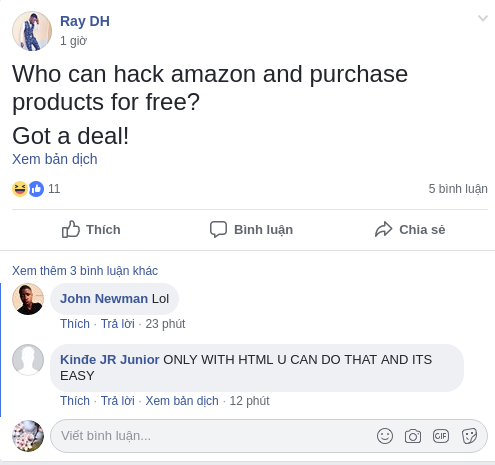 Ray DH
1 giờ
Who can hack amazon and purchase
products for free?
Got a deal!
Xem bản dịch
11
5 bình luận
Thích
Bình luận
Chia sẻ
Xem thêm 3 bình luận khác
John Newman Lol
Thích · Trả lời · 23 phút
Kinđe JR Junior ONLY WITH HTML U CAN DO THAT AND ITS
EASY
Thích · Trả lời · Xem bản dịch · 12 phút
Viết bình luận...
GIF